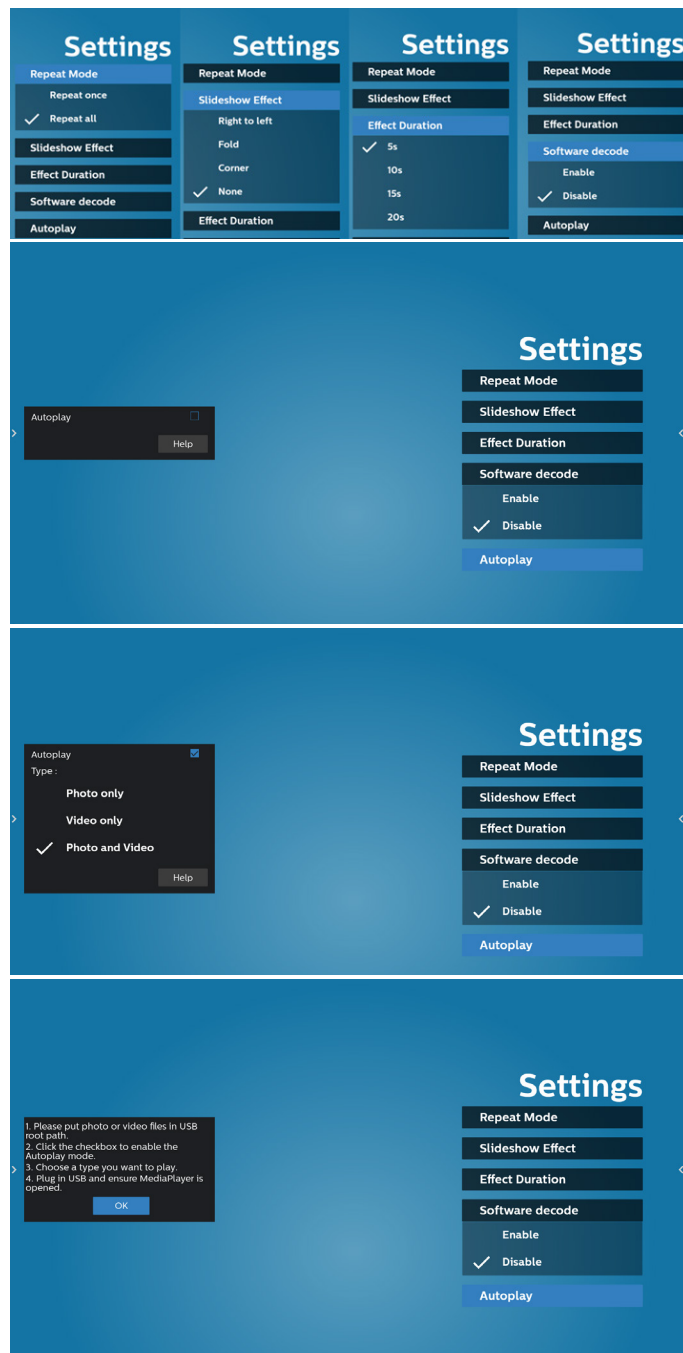 Settings
Repeat Mode
Repeat once
Repeat all
Slideshow Effect
Effect Duration
Software decode
Autoplay
Settings
Repeat Mode
Slideshow Effect
Right to left
Fold
Corner
None
Effect Duration
Settings
Repeat Mode
Slideshow Effect
Effect Duration
5s
10s
15s
20s
Settings
Repeat Mode
Slideshow Effect
Effect Duration
Software decode
Enable
Disable
Autoplay
Autoplay
Help
Settings
Repeat Mode
Slideshow Effect
Effect Duration
Software decode
Enable
Disable
Autoplay
Autoplay
Type :
Photo only
Video only
Photo and Video
Help
Settings
Repeat Mode
Slideshow Effect
Effect Duration
Software decode
Enable
Disable
Autoplay
1. Please put photo or video files in USB
root path.
2. Click the checkbox to enable the
Autoplay mode.
3. Choose a type you want to play.
4. Plug in USB and ensure MediaPlayer is
opened.
OK
Settings
Repeat Mode
Slideshow Effect
Effect Duration
Software decode
Enable
Disable
Autoplay